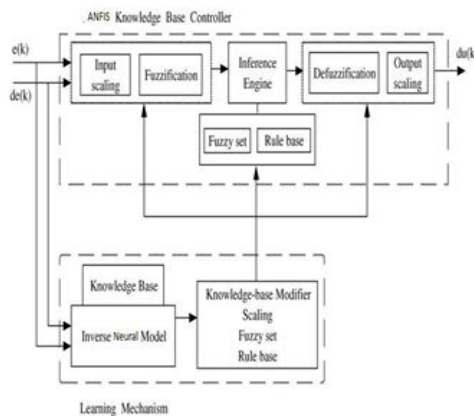 ANFIS Knowledge Base Controller
e(k)
de(k)
Input
scaling
Fuzzification
Inference
Engine
Defuzzification
Output
scaling
du(k)
Fuzzy set
Rule base
Knowledge Base
Inverse Neural Model
Knowledge-base Modifier
Scaling
Fuzzy set
Rule base
Learning Mechanism